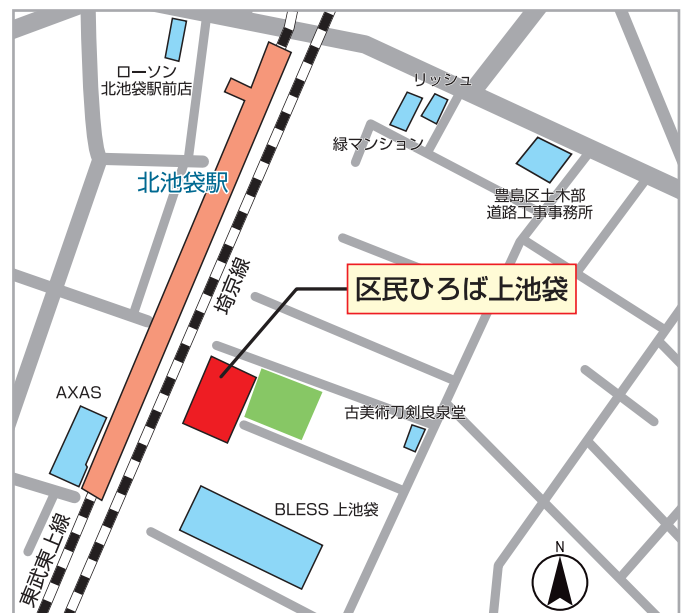 ローソン
北池袋駅前店
リッシュ
緑マンション
北池袋駅
豊島区土木部
道路工事事務所
埼京線
区民ひろば上池袋
AXAS
古美術刀剣良泉堂
BLESS 上池袋
東武東上線
N